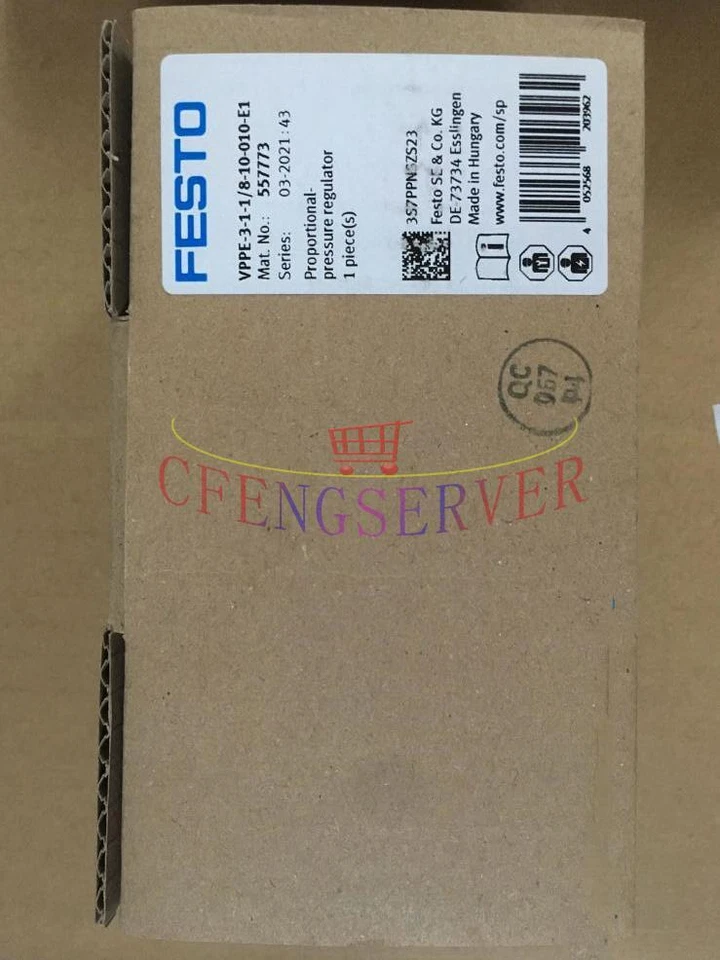 FESTO
VPPE-3-1-1/8-10-010-E1
Mat. No.: 557773
Series: 03-2021:43
Proportional-
pressure regulator
1 piece(s)
Festo SE & Co. KG
DE-73734 Esslingen
Made in Hungary
www.festo.com/sp
4 052568 203962
QC
067
CFENGSERVER